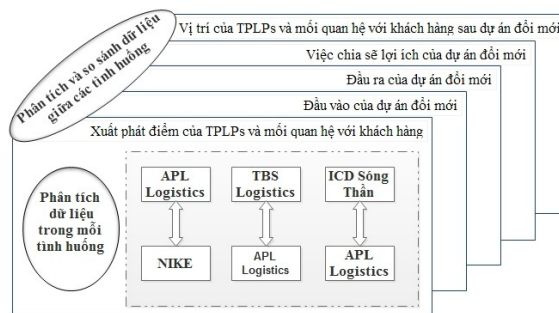 Phân tích và so sánh dữ liệu
giữa các tình huống
Vị trí của TPLPs và mối quan hệ với khách hàng sau dự án đổi mới
Việc chia sẽ lợi ích của dự án đổi mới
Đầu ra của dự án đổi mới
Đầu vào của dự án đổi mới
Xuất phát điểm của TPLPs và mối quan hệ với khách hàng
Phân tích
dữ liệu
trong mỗi
tình huống
APL
Logistics
TBS
Logistics
ICD Sóng
Thần
NIKE
APL
Logistics
APL
Logistics